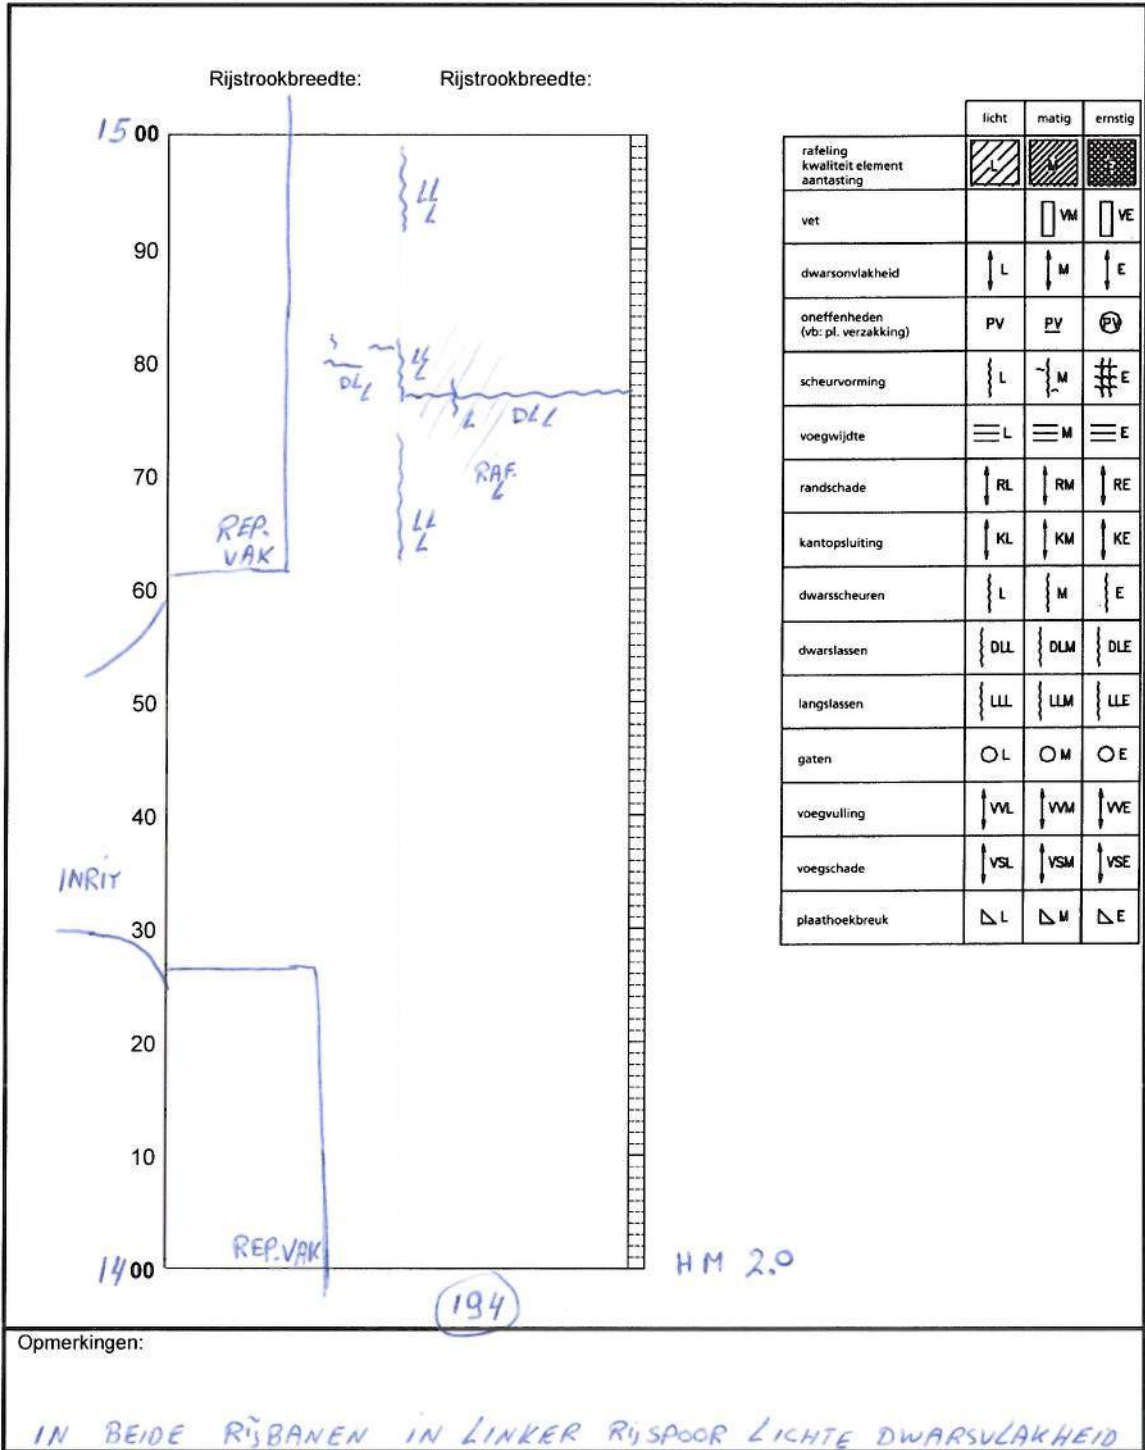 Rijstrookbreedte: Rijstrookbreedte:
1500
90
80
70
60
50
40
30
20
10
1400
LL
L
LL
L
DLL
L
DLL
RAF.
L
LL
L
REP.
VAK
INRIT
REP.VAK
HM 2.0
194
licht matig ernstig
rafeling
kwaliteit element
aantasting
L M E
vet VM VE
dwarsonvlakheid L M E
oneffenheden
(vb: pl. verzakking) PV PV PV
scheurvorming L M E
voegwijdte L M E
randschade RL RM RE
kantopsluiting KL KM KE
dwarsscheuren L M E
dwarslassen DLL DLM DLE
langslassen LLL LLM LLE
gaten L M E
voegvulling VVL VVM VVE
voegschade VSL VSM VSE
plaathoekbreuk L M E
Opmerkingen:
IN BEIDE RIJBANEN IN LINKER RIJSPOOR LICHTE DWARSVLAKHEID